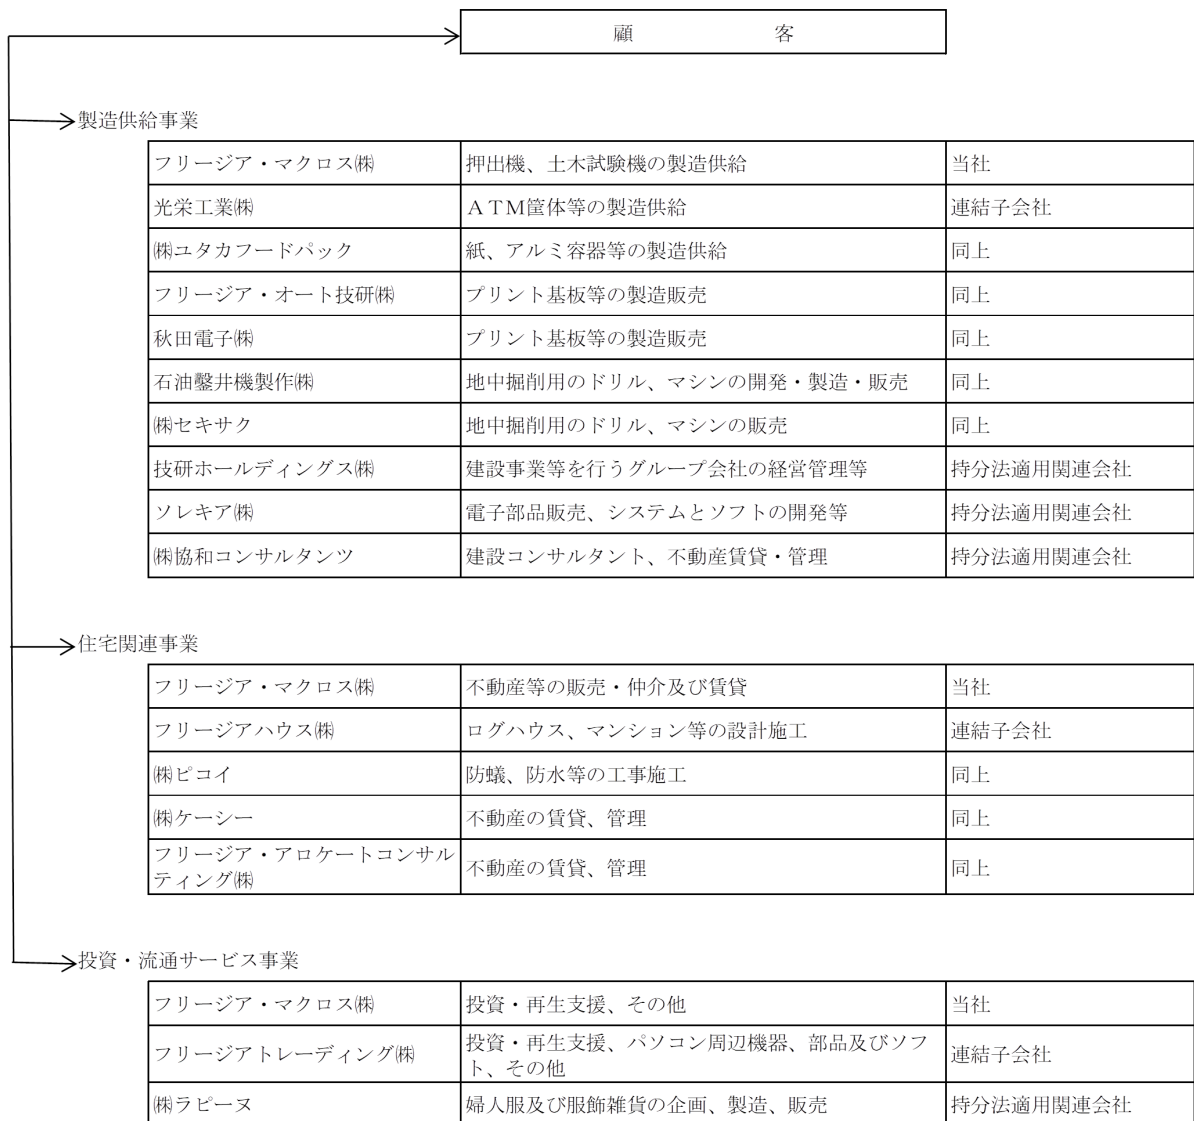 顧　　客
製造供給事業
フリージア・マクロス㈱ 押出機、土木試験機の製造供給 当社
光栄工業㈱ ＡＴＭ筐体等の製造供給 連結子会社
㈱ユタカフードパック 紙、アルミ容器等の製造供給 同上
フリージア・オート技研㈱ プリント基板等の製造販売 同上
秋田電子㈱ プリント基板等の製造販売 同上
石油鑿井機製作㈱ 地中掘削用のドリル、マシンの開発・製造・販売 同上
㈱セキサク 地中掘削用のドリル、マシンの販売 同上
技研ホールディングス㈱ 建設事業等を行うグループ会社の経営管理等 持分法適用関連会社
ソレキア㈱ 電子部品販売、システムとソフトの開発等 持分法適用関連会社
㈱協和コンサルタンツ 建設コンサルタント、不動産賃貸・管理 持分法適用関連会社
住宅関連事業
フリージア・マクロス㈱ 不動産等の販売・仲介及び賃貸 当社
フリージアハウス㈱ ログハウス、マンション等の設計施工 連結子会社
㈱ピコイ 防蟻、防水等の工事施工 同上
㈱ケーシー 不動産の賃貸、管理 同上
フリージア・アロケートコンサル
ティング㈱ 不動産の賃貸、管理 同上
投資・流通サービス事業
フリージア・マクロス㈱ 投資・再生支援、その他 当社
フリージアトレーディング㈱ 投資・再生支援、パソコン周辺機器、部品及びソフ
ト、その他 連結子会社
㈱ラピーヌ 婦人服及び服飾雑貨の企画、製造、販売 持分法適用関連会社